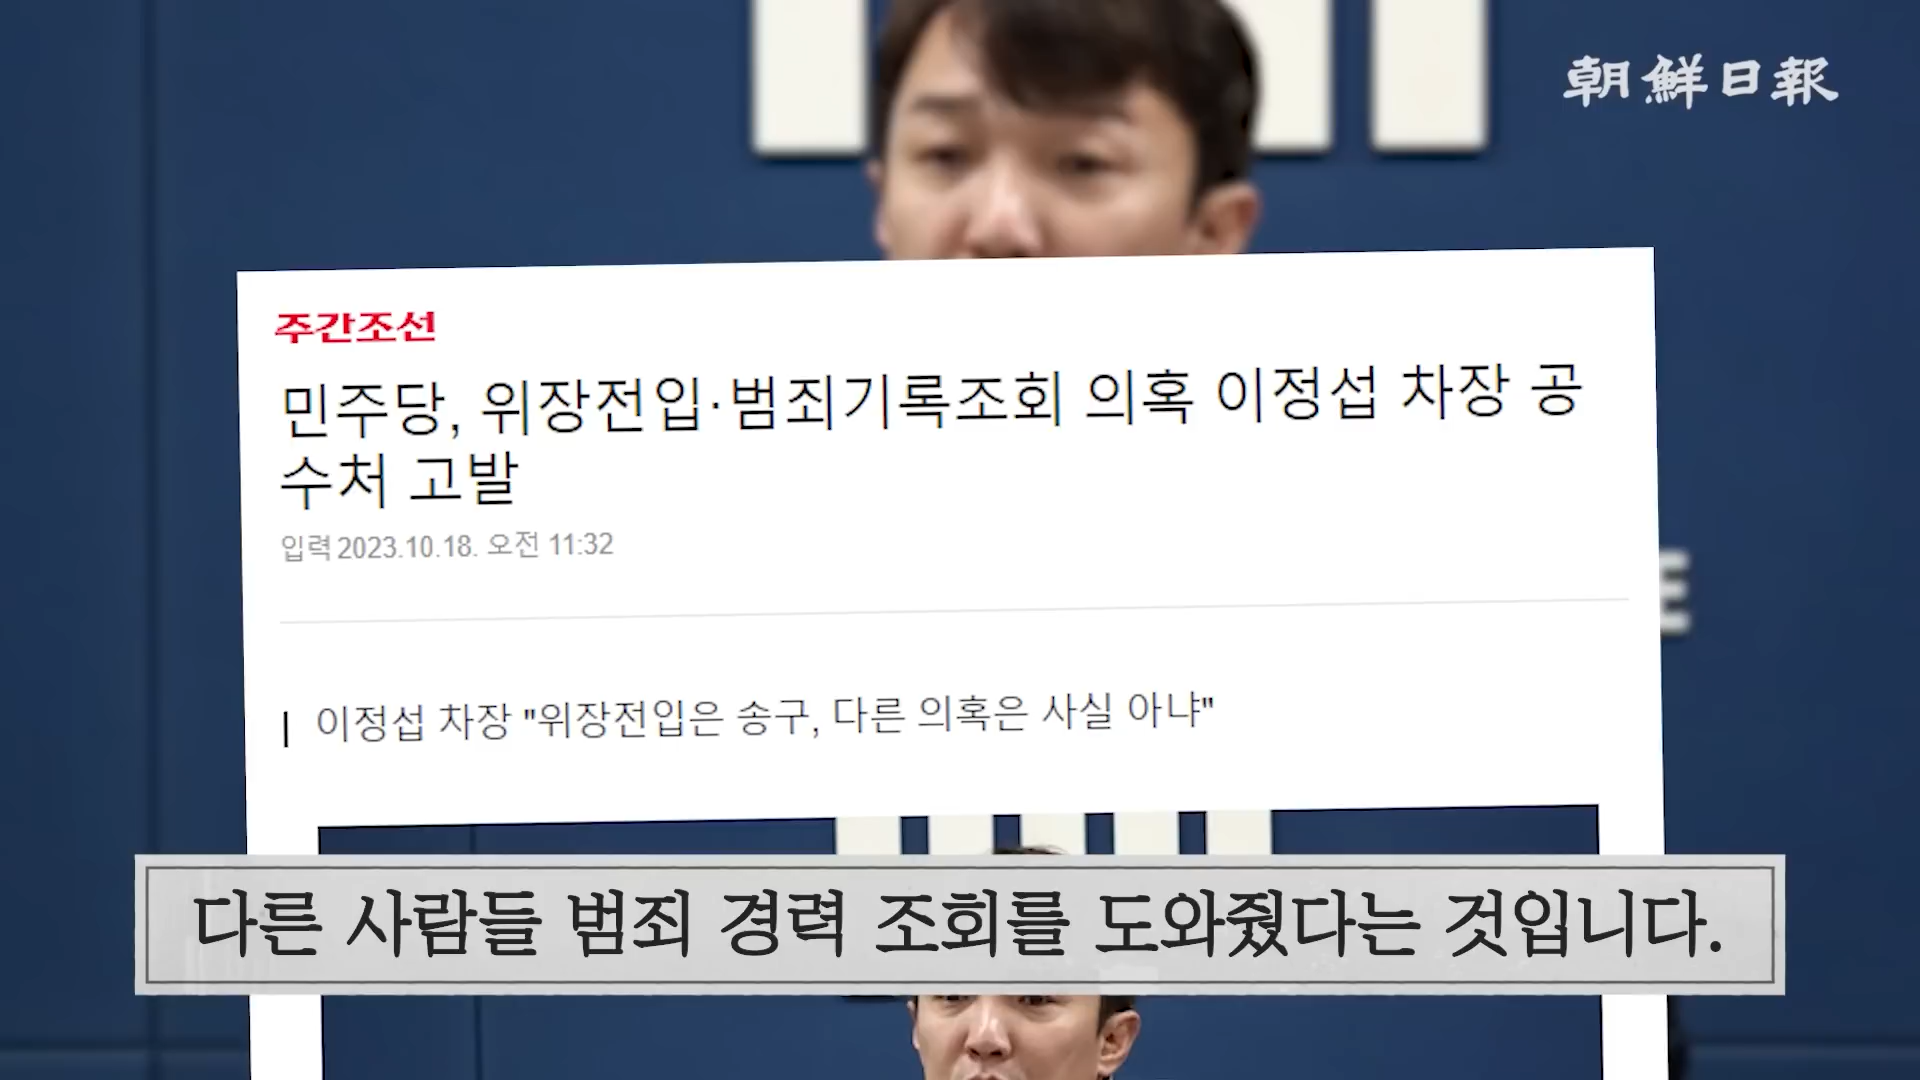 朝鮮日報
주간조선
민주당, 위장전입·범죄기록조회 의혹 이정섭 차장 공
수처 고발
입력 2023.10.18. 오전 11:32
이정섭 차장 "위장전입은 송구, 다른 의혹은 사실 아냐"
다른 사람들 범죄 경력 조회를 도와줬다는 것입니다.